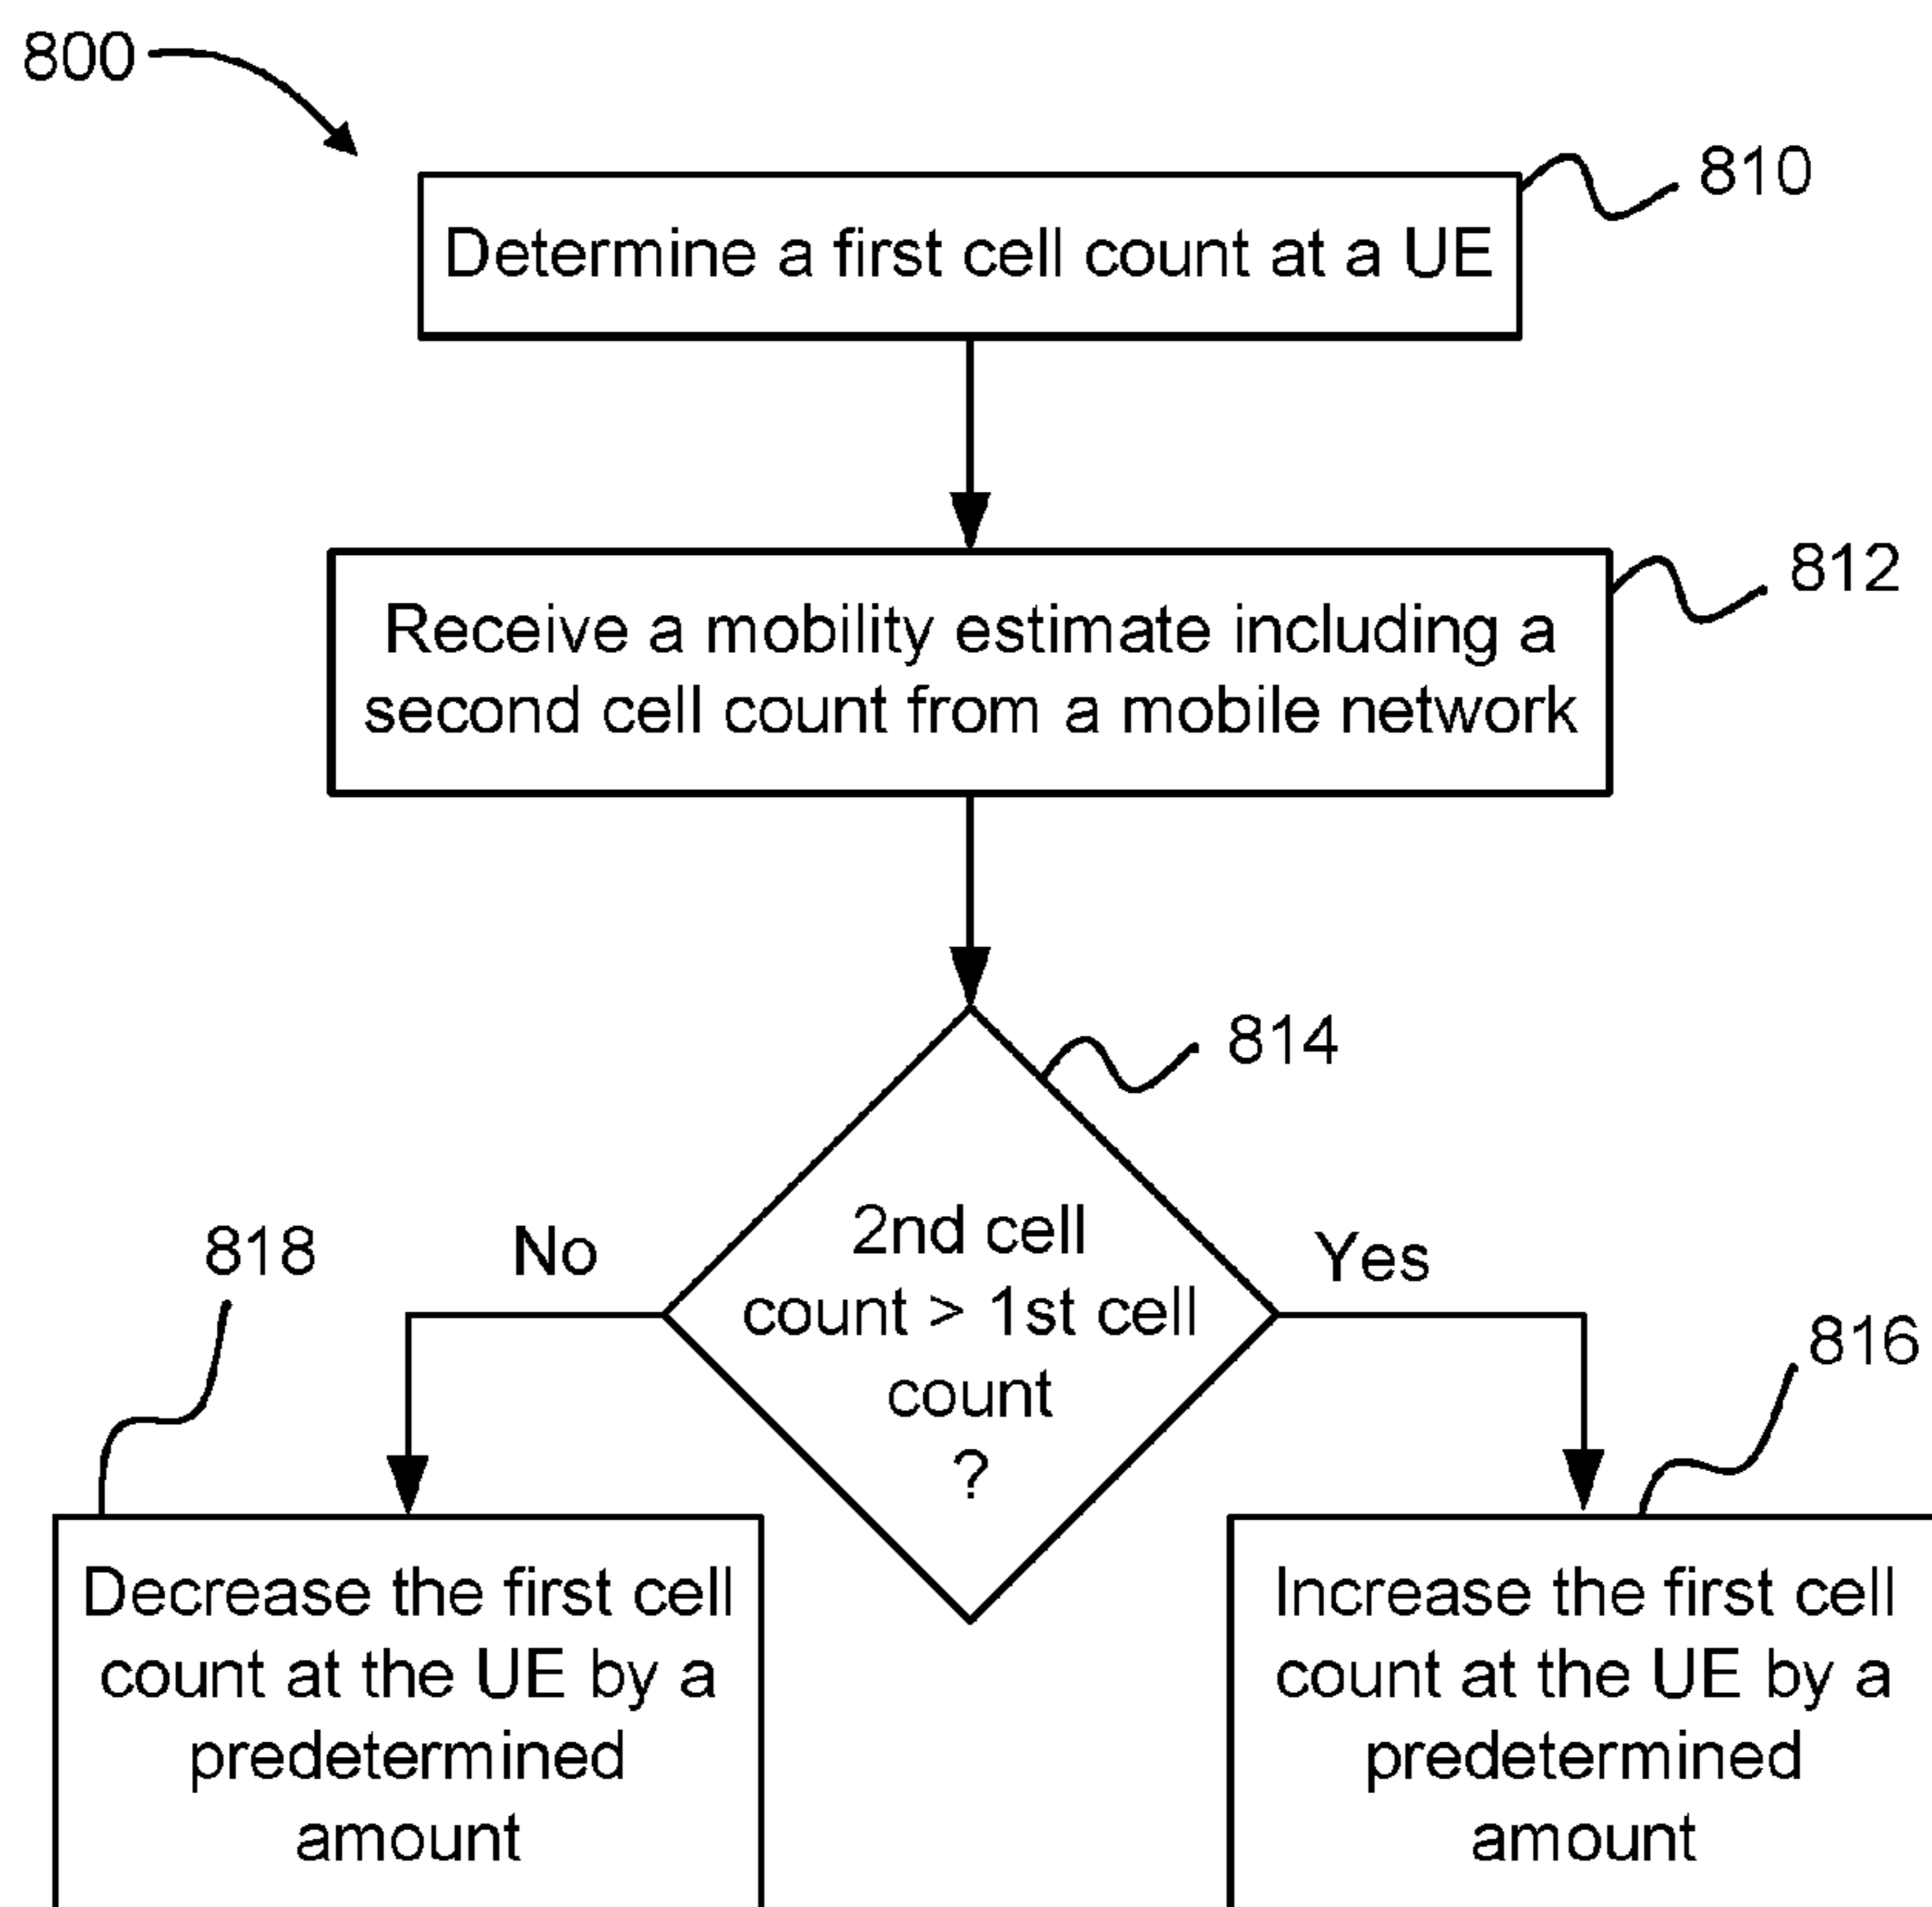 800
810
Determine a first cell count at a UE
812
Receive a mobility estimate including a
second cell count from a mobile network
814
2nd cell
count > 1st cell
count
?
No
Yes
818
816
Decrease the first cell
count at the UE by a
predetermined
amount
Increase the first cell
count at the UE by a
predetermined
amount